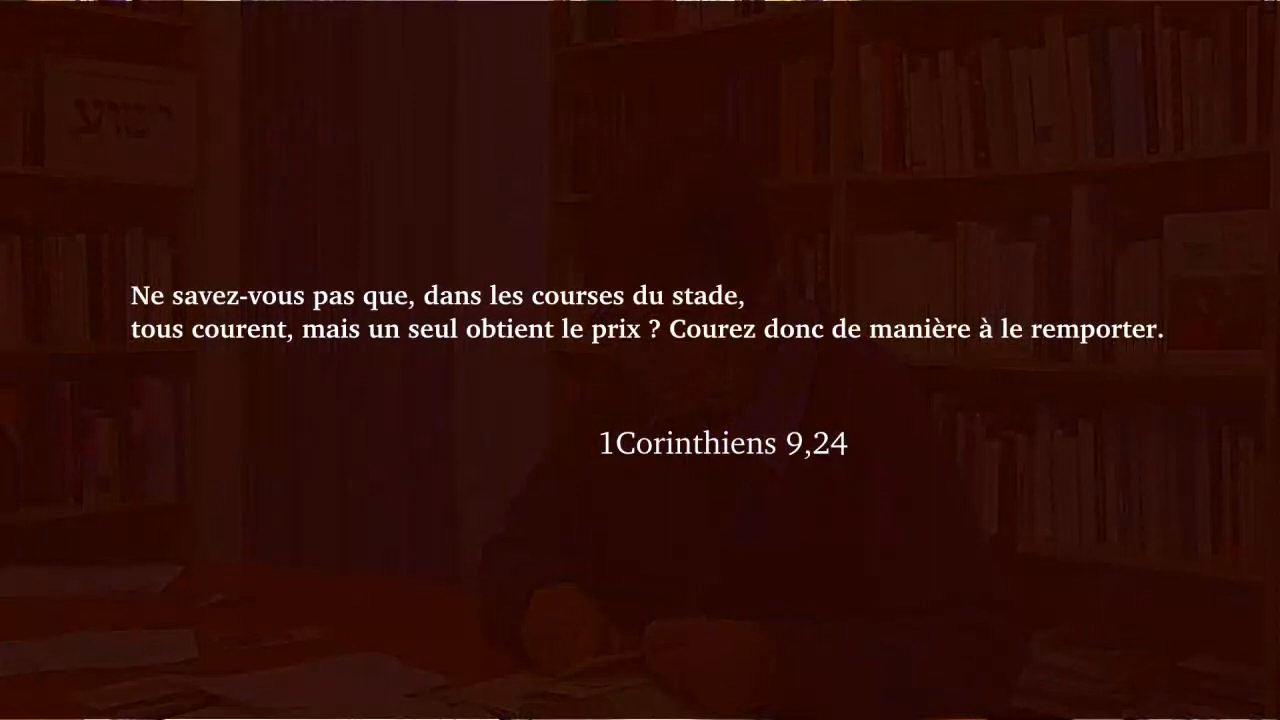 ישוע
Ne savez-vous pas que, dans les courses du stade,
tous courent, mais un seul obtient le prix ? Courez donc de manière à le remporter.
1Corinthiens 9,24